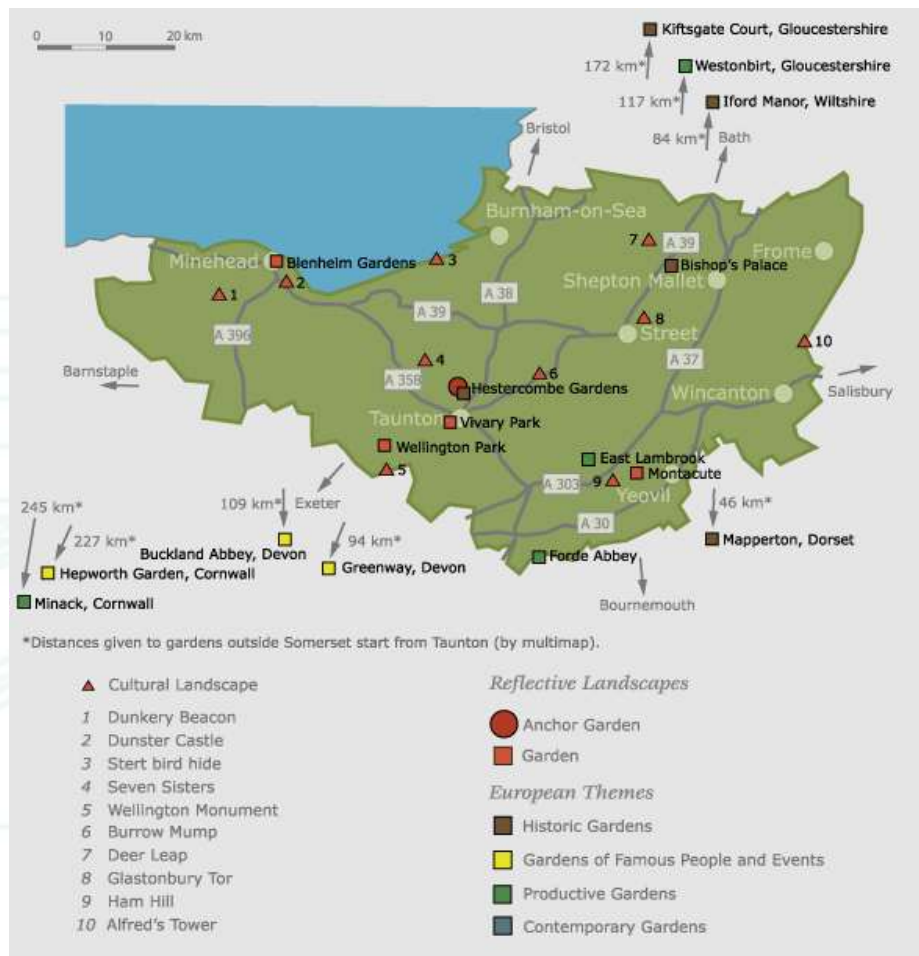 0 10 20 km
Kiftsgate Court, Gloucestershire
172 km*
Westonbirt, Gloucestershire
117 km*
Iford Manor, Wiltshire
84 km*
Bristol
Bath
Burnham-on-Sea
7
A 39
Frome
Minehead
Blenheim Gardens
3
Bishop's Palace
2
Shepton Mallet
1
A 38
A 39
8
A 396
Street
10
A 37
4
Barnstaple
A 358
6
Hestercombe Gardens
Wincanton
Salisbury
Taunton
Vivary Park
Wellington Park
East Lambrook
5
Montacute
A 303
9
Yeovil
245 km*
109 km*
Exeter
46 km*
A 30
227 km*
94 km*
Mapperton, Dorset
Buckland Abbey, Devon
Forde Abbey
Hepworth Garden, Cornwall
Greenway, Devon
Minack, Cornwall
Bournemouth
*Distances given to gardens outside Somerset start from Taunton (by multimap).
Cultural Landscape
1 Dunkery Beacon
2 Dunster Castle
3 Stert bird hide
4 Seven Sisters
5 Wellington Monument
6 Burrow Mump
7 Deer Leap
8 Glastonbury Tor
9 Ham Hill
10 Alfred's Tower
Reflective Landscapes
Anchor Garden
Garden
European Themes
Historic Gardens
Gardens of Famous People and Events
Productive Gardens
Contemporary Gardens